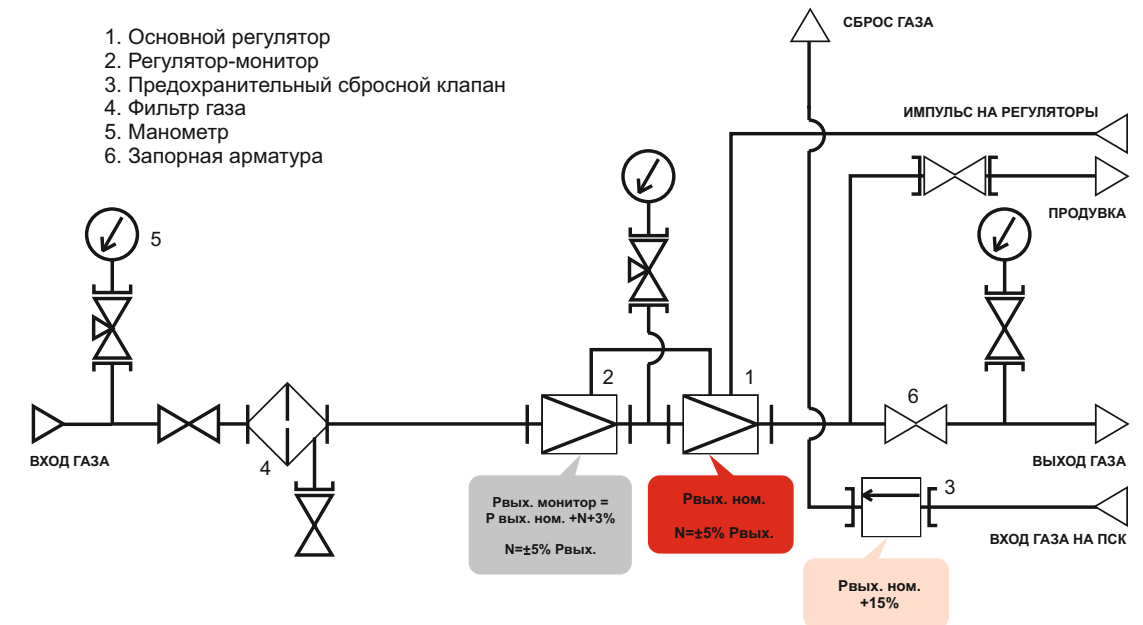 СБРОС ГАЗА
1. Основной регулятор
2. Регулятор-монитор
3. Предохранительный сбросной клапан
4. Фильтр газа
5. Манометр
6. Запорная арматура
ИМПУЛЬС НА РЕГУЛЯТОРЫ
ПРОДУВКА
5
2
1
6
ВХОД ГАЗА
4
ВЫХОД ГАЗА
3
ВХОД ГАЗА НА ПСК
Рвых. монитор =
Р вых. ном. +N+3%
N=±5% Рвых.
Рвых. ном.
N=±5% Рвых.
Рвых. ном.
+15%